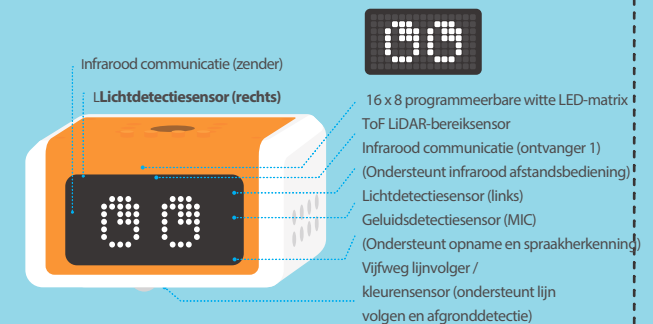 Infrarood communicatie (zender)
LLichtdetectiesensor (rechts)
16 x 8 programmeerbare witte LED-matrix
ToF LiDAR-bereiksensor
Infrarood communicatie (ontvanger 1)
(Ondersteunt infrarood afstandsbediening)
Lichtdetectiesensor (links)
Geluidsdetectiesensor (MIC)
(Ondersteunt opname en spraakherkenning)
Vijfweg lijnvolger /
kleurensensor (ondersteunt lijn
volgen en afgronddetectie)